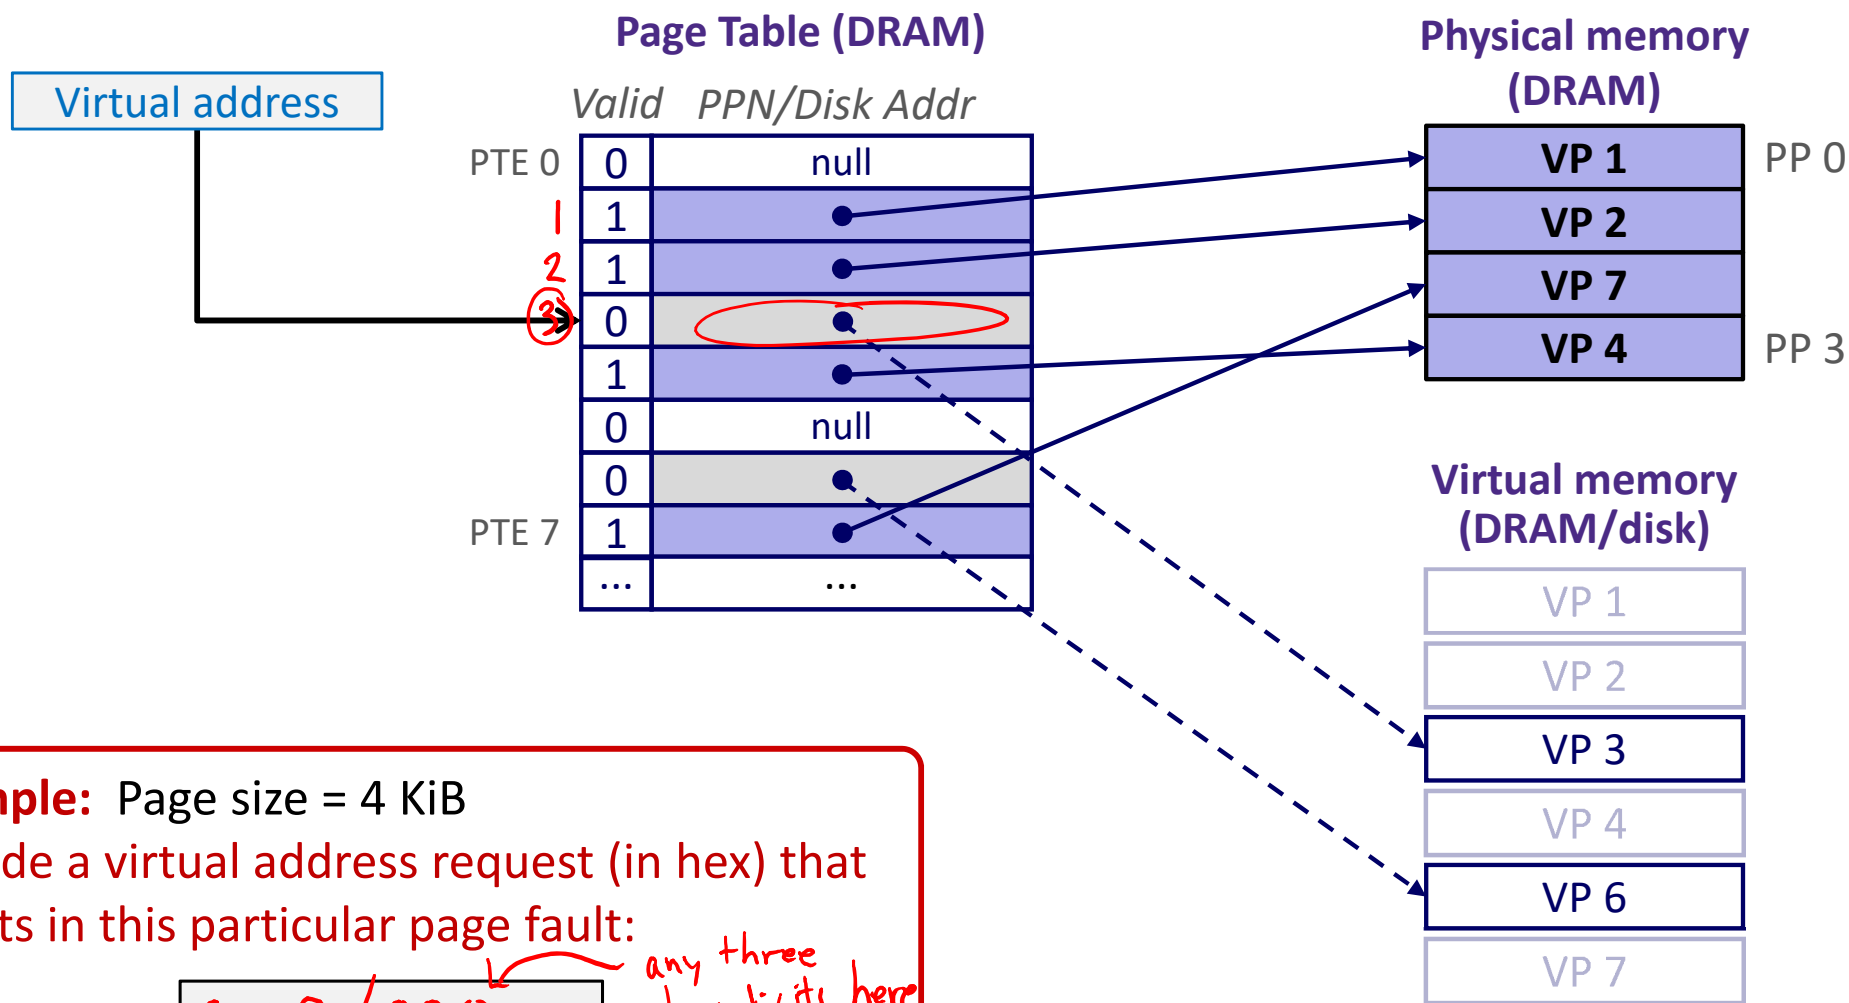 Page Table (DRAM)
Physical memory
(DRAM)
Virtual address
Valid PPN/Disk Addr
PTE 0 0 null
1 1
2 1
3 0
1
0 null
0
PTE 7 1
... ...
VP 1 PP 0
VP 2
VP 7
VP 4 PP 3
Virtual memory
(DRAM/disk)
VP 1
VP 2
VP 3
VP 4
VP 6
VP 7
mple: Page size = 4 KiB
de a virtual address request (in hex) that
ts in this particular page fault:
any three
digits here